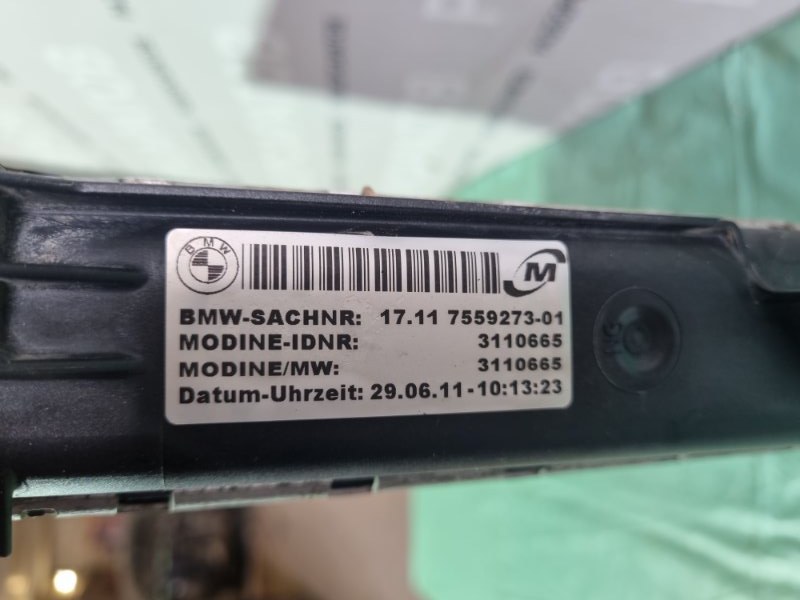 BMW
M
BMW-SACHNR: 17.11 7559273-01
MODINE-IDNR: 3110665
MODINE/MW: 3110665
Datum-Uhrzeit: 29.06.11-10:13:23